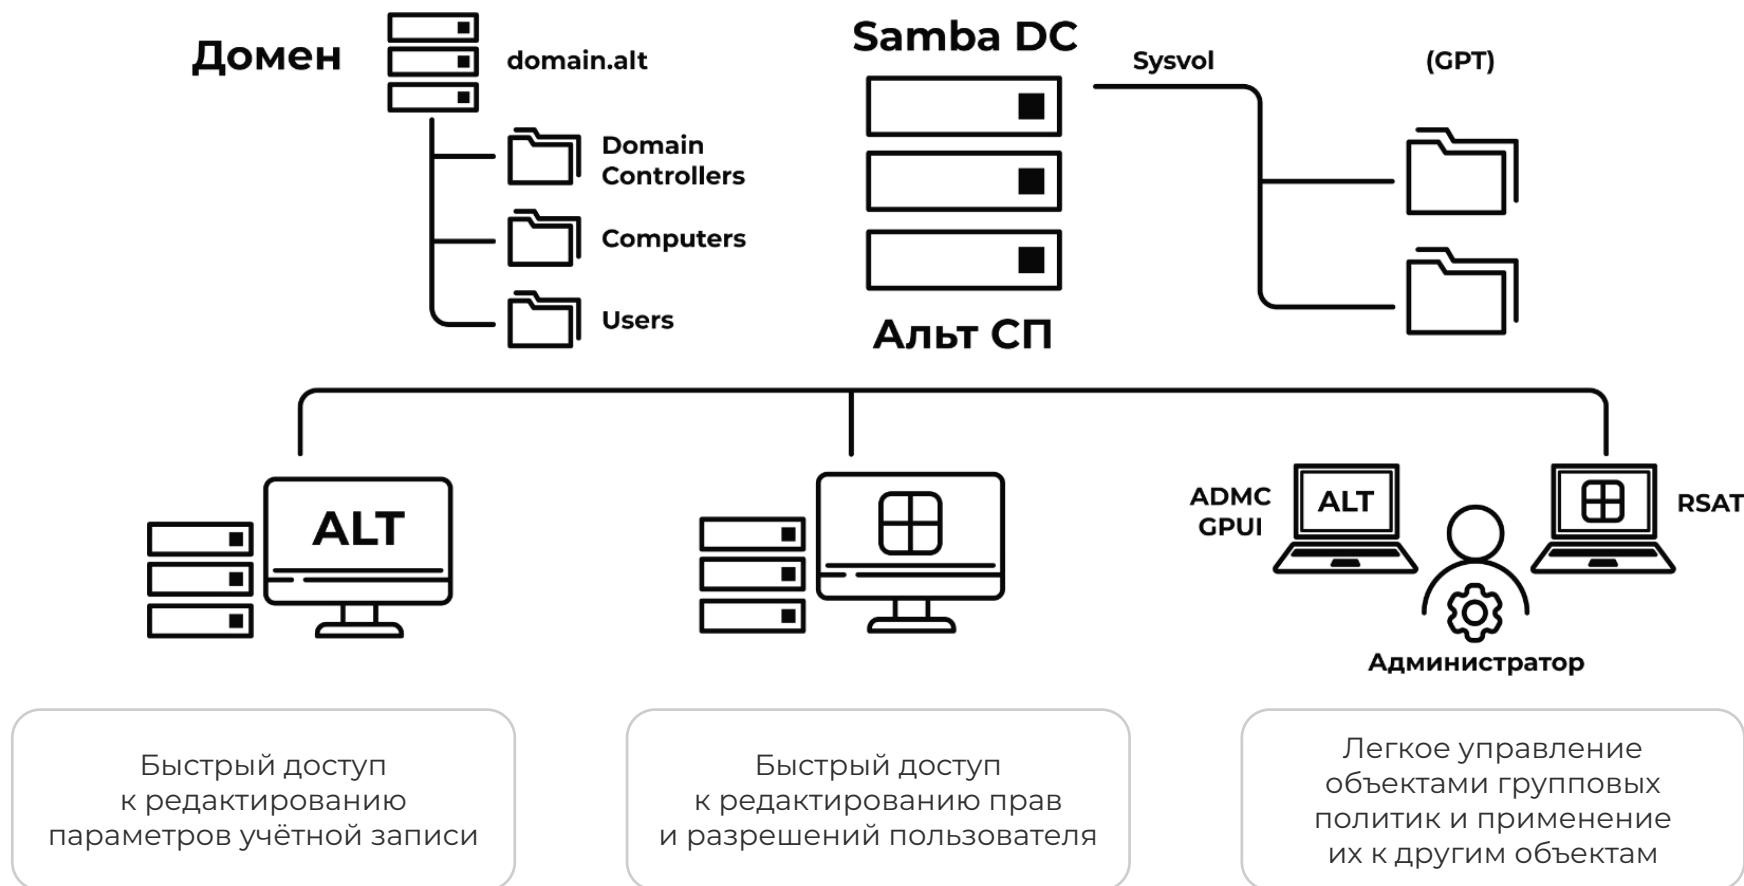 Домен
domain.alt
Domain
Controllers
Computers
Users
Samba DC
Альт СП
Sysvol
(GPT)
ALT
ADMC
GPUI
ALT
RSAT
Администратор
Быстрый доступ
к редактированию
параметров учётной записи
Быстрый доступ
к редактированию прав
и разрешений пользователя
Легкое управление
объектами групповых
политик и применение
их к другим объектам